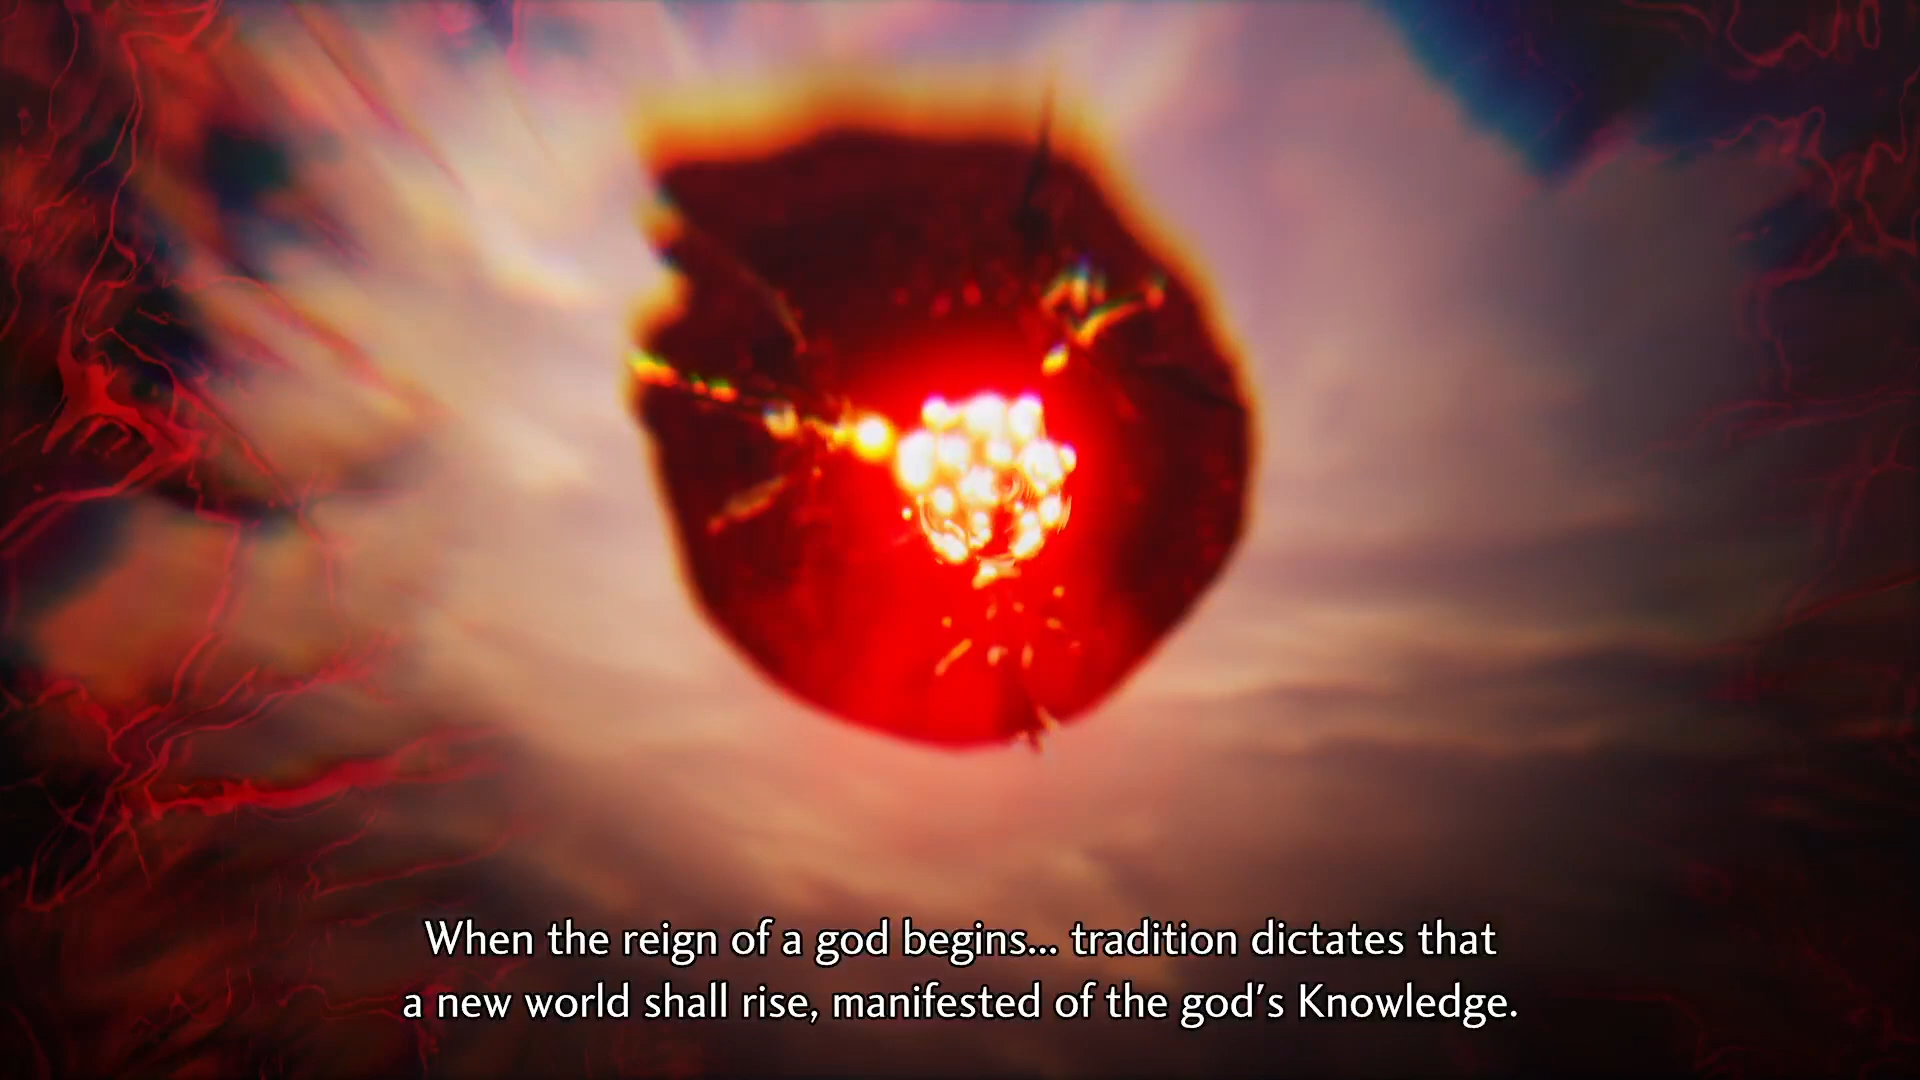 When the reign of a god begins... tradition dictates that
a new world shall rise, manifested of the god's Knowledge.